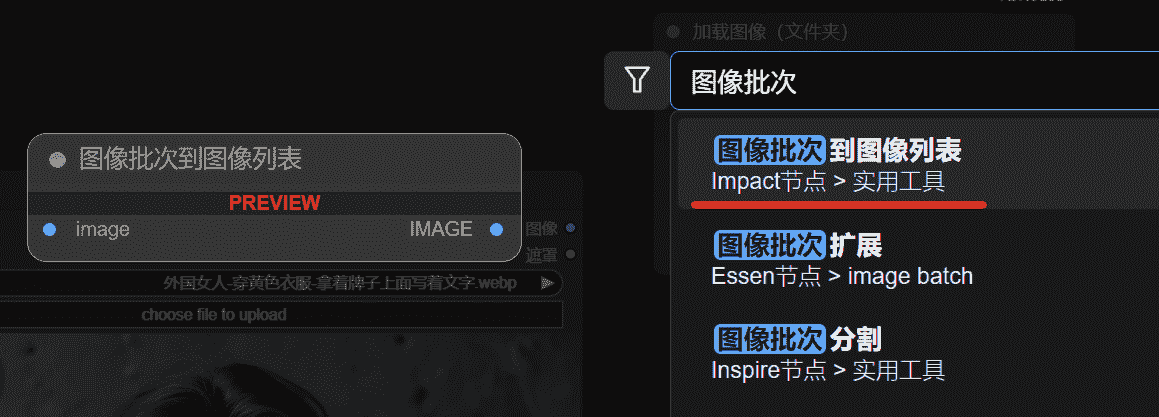 加载图像（文件夹）
图像批次
图像批次到图像列表
PREVIEW
image
IMAGE
图像
遮罩
外国女人-穿黄色衣服-拿着牌子上面写着文字.webp
choose file to upload
图像批次到图像列表
Impact节点 > 实用工具
图像批次扩展
Essen节点 > image batch
图像批次分割
Inspire节点 > 实用工具